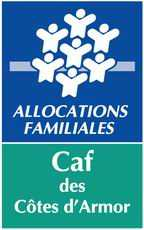 ALLOCATIONS
FAMILIALES
Caf
des
Côtes d'Armor